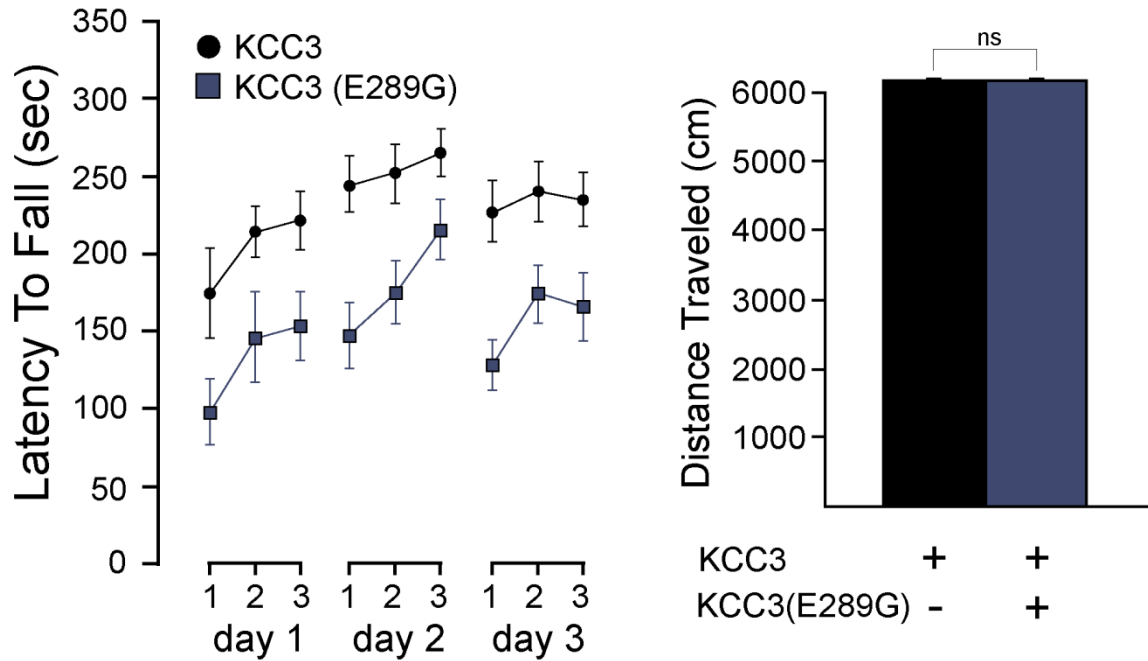 Latency To Fall (sec)
350
300
250
200
150
100
50
0
KCC3
KCC3 (E289G)
1 2 3
day 1
1 2 3
day 2
1 2 3
day 3
Distance Traveled (cm)
6000
5000
4000
3000
2000
1000
ns
KCC3 + +
KCC3(E289G) - +